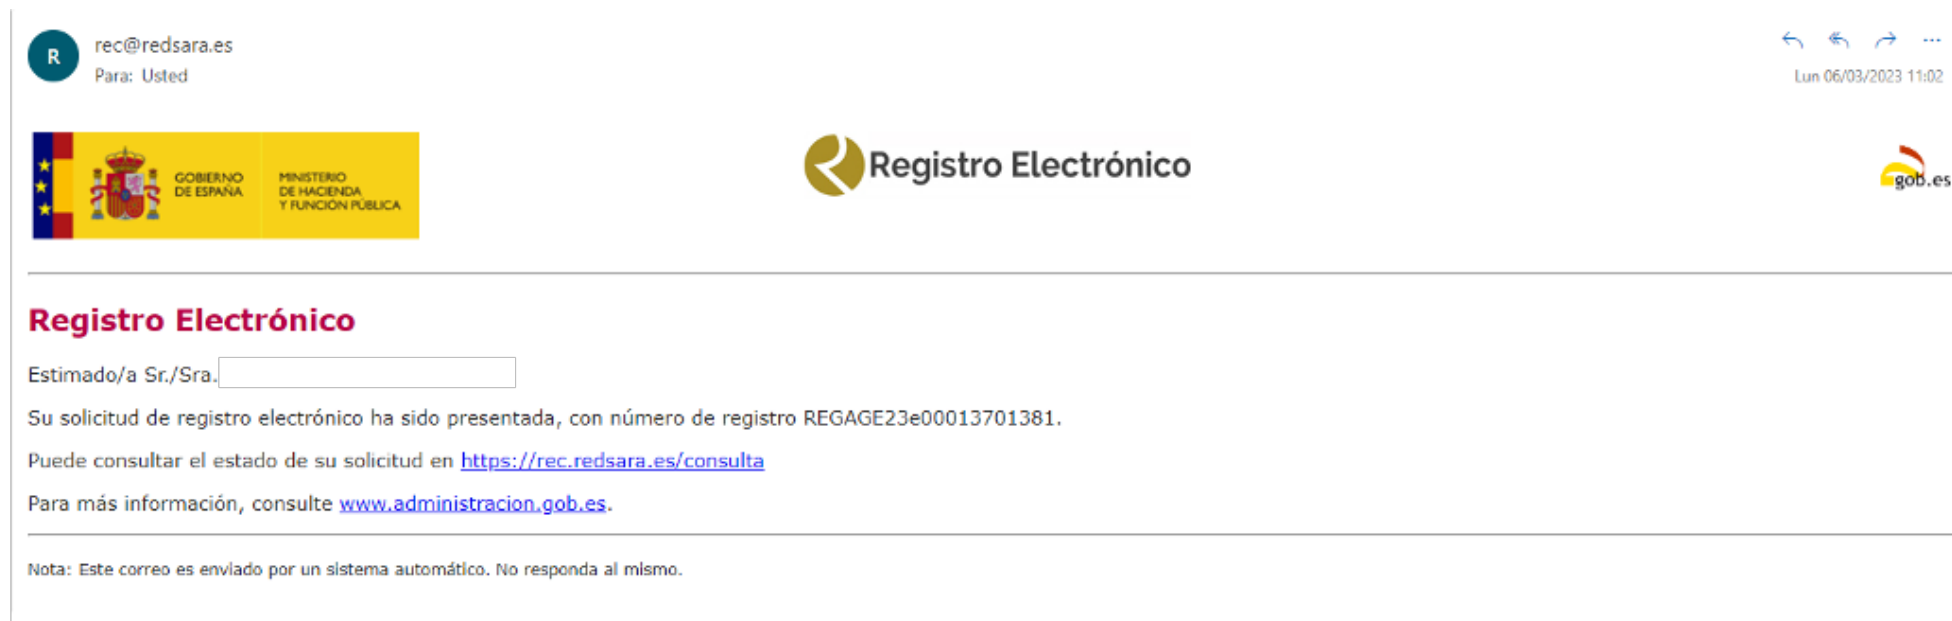 R
rec@redsara.es
Para: Usted
Lun 06/03/2023 11:02
GOBIERNO
DE ESPAÑA
MINISTERIO
DE HACIENDA
Y FUNCIÓN PÚBLICA
Registro Electrónico
gob.es
Registro Electrónico
Estimado/a Sr./Sra.
Su solicitud de registro electrónico ha sido presentada, con número de registro REGAGE23e00013701381.
Puede consultar el estado de su solicitud en https://rec.redsara.es/consulta
Para más información, consulte www.administracion.gob.es.
Nota: Este correo es enviado por un sistema automático. No responda al mismo.